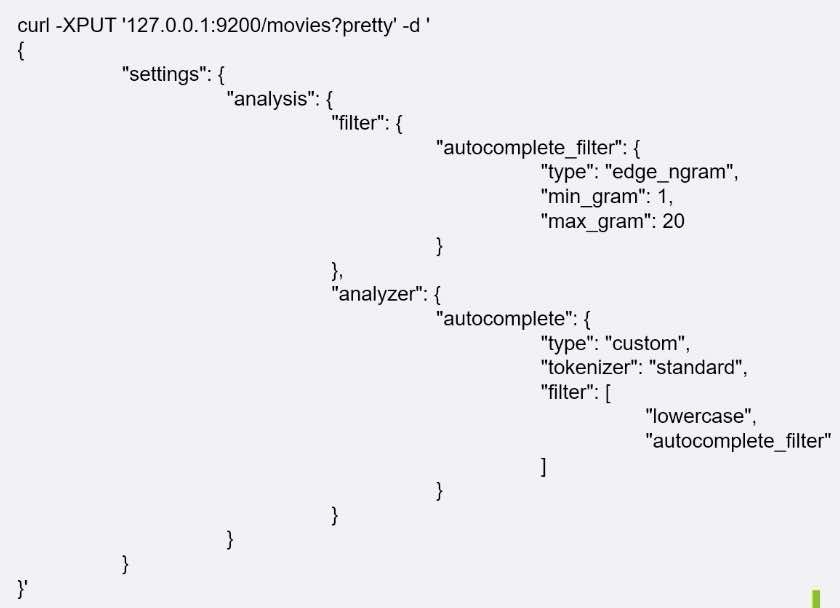 curl -XPUT '127.0.0.1:9200/movies?pretty' -d '
{
"settings": {
"analysis": {
"filter": {
"autocomplete_filter": {
"type": "edge_ngram",
"min_gram": 1,
"max_gram": 20
}
},
"analyzer": {
"autocomplete": {
"type": "custom",
"tokenizer": "standard",
"filter": [
"lowercase",
"autocomplete_filter"
]
}
}
}
}
}'